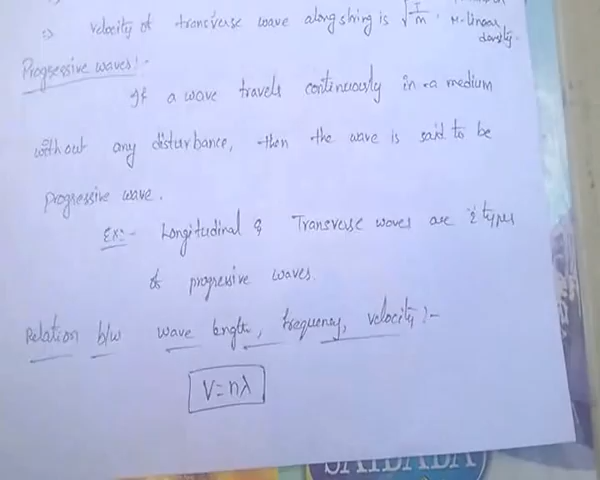 ⇒ velocity of transverse wave along string is √T/m . M-linear
density.
Progressive waves:-
If a wave travels continuously in a medium
without any disturbance, then the wave is said to be
progressive wave.
Ex:- Longitudinal & Transverse waves are 2 types
of progressive waves.
Relation b/w wave length, frequency, velocity:-
V=nλ
SAIBABA